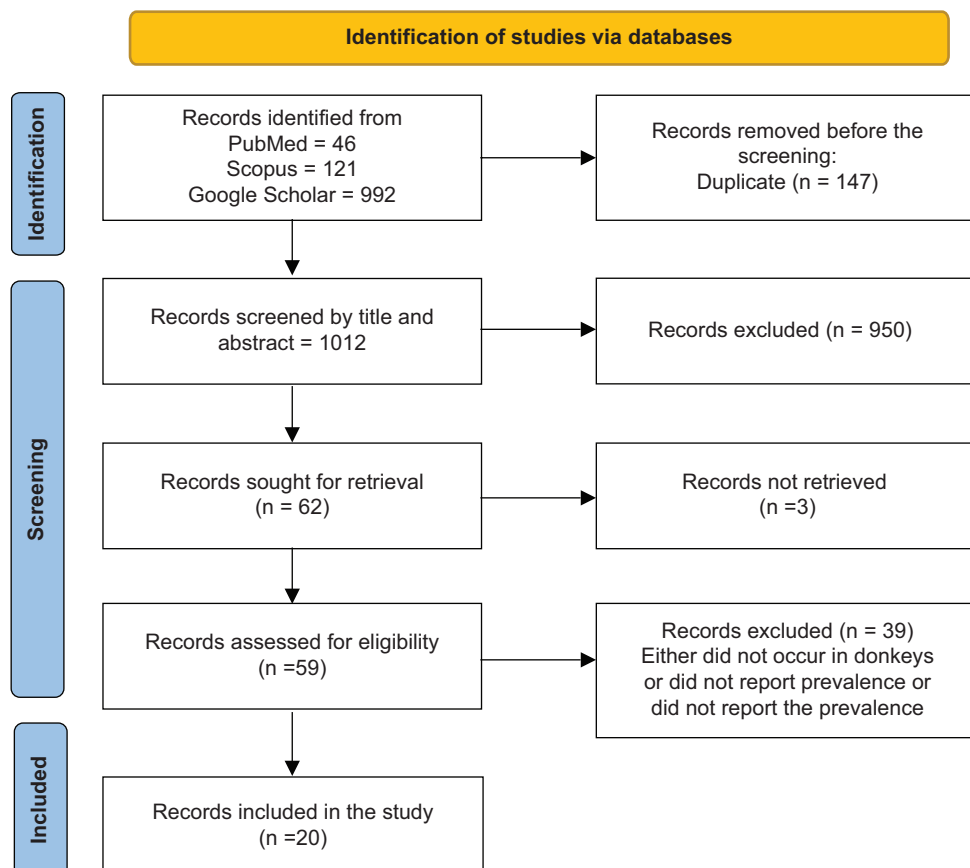 Identification of studies via databases
Identification
Records identified from
PubMed = 46
Scopus = 121
Google Scholar = 992
Records removed before the
screening:
Duplicate (n = 147)
Screening
Records screened by title and
abstract = 1012
Records excluded (n = 950)
Records sought for retrieval
(n = 62)
Records not retrieved
(n =3)
Records assessed for eligibility
(n =59)
Records excluded (n = 39)
Either did not occur in donkeys
or did not report prevalence or
did not report the prevalence
Included
Records included in the study
(n =20)